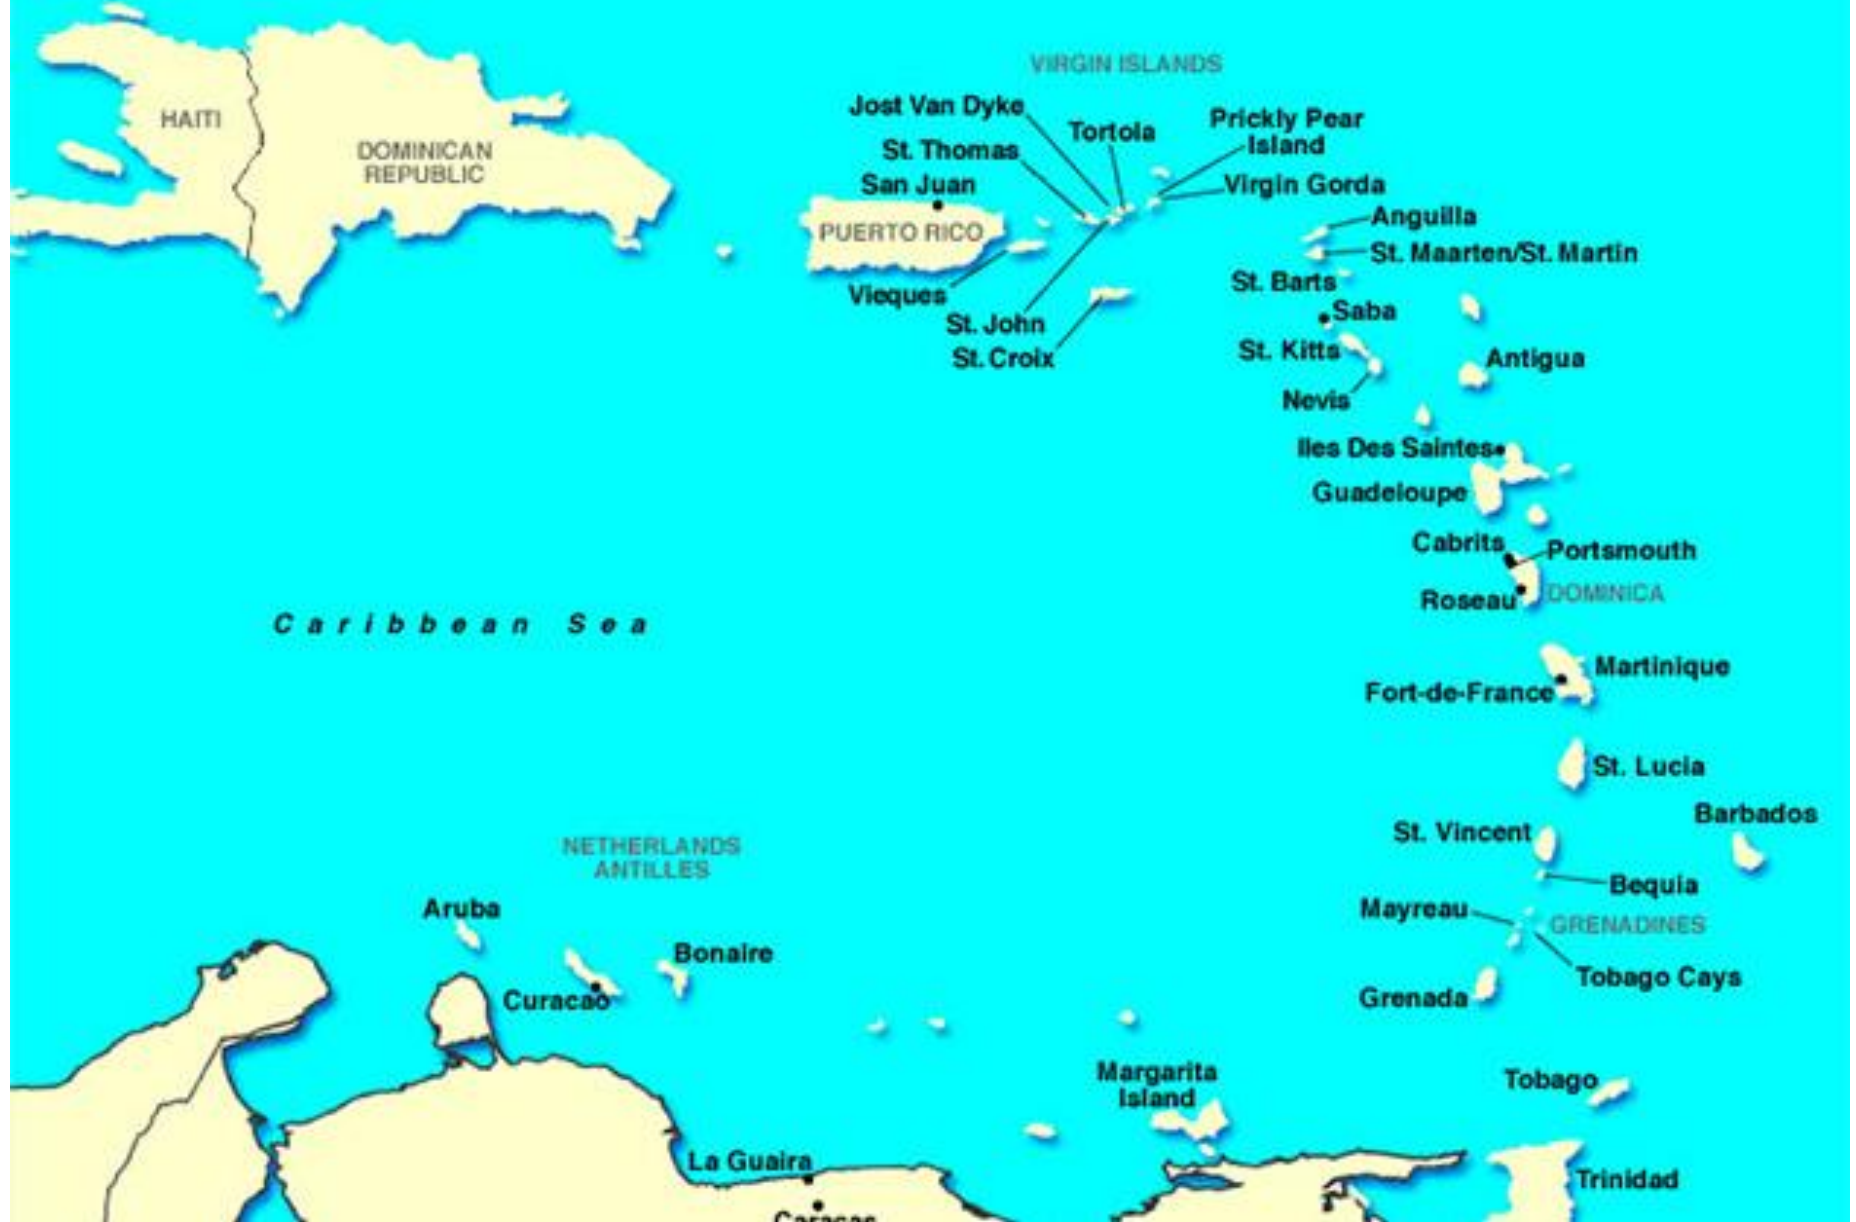 VIRGIN ISLANDS
Jost Van Dyke
Tortola
Prickly Pear
Island
HAITI
DOMINICAN
REPUBLIC
St. Thomas
San Juan
Virgin Gorda
PUERTO RICO
Anguilla
St. Maarten/St. Martin
Vieques
St. Barts
St. John
Saba
St. Croix
St. Kitts
Antigua
Nevis
Iles Des Saintes
Guadeloupe
Cabrits
Portsmouth
Roseau
DOMINICA
Caribbean Sea
Martinique
Fort-de-France
St. Lucia
Barbados
St. Vincent
NETHERLANDS
ANTILLES
Bequia
Aruba
Mayreau
GRENADINES
Bonaire
Tobago Cays
Curacao
Grenada
Margarita
Island
Tobago
La Guaira
Trinidad
Caracas